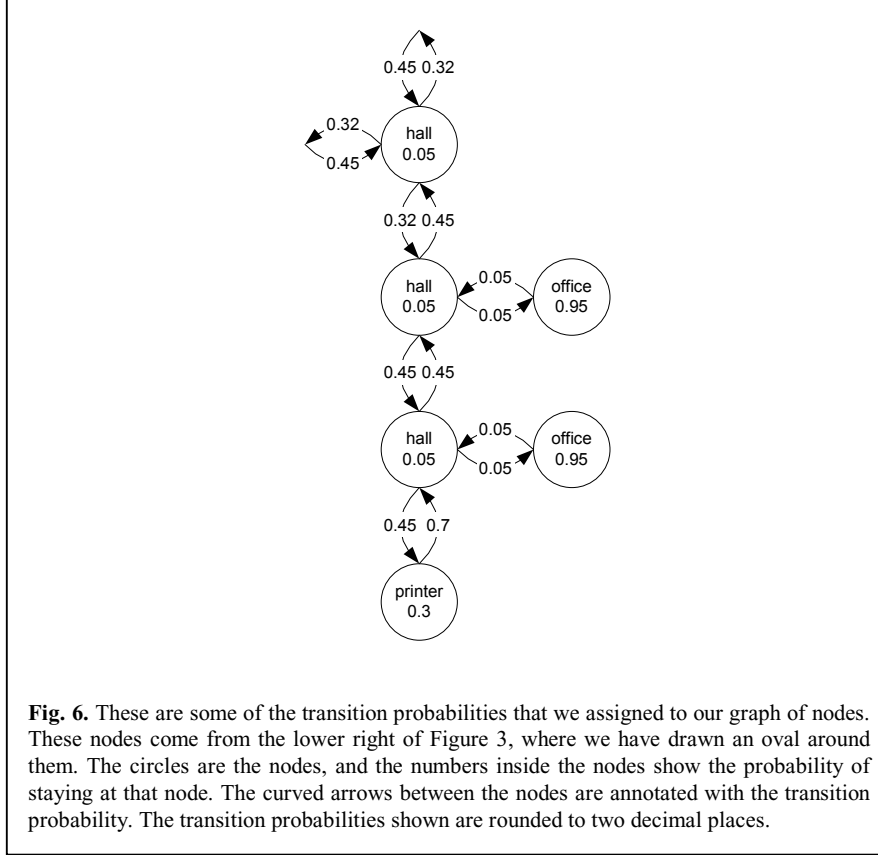 0.45 0.32
0.32
hall
0.05
0.45
0.32 0.45
hall
0.05
0.05
0.05
office
0.95
0.45 0.45
hall
0.05
0.05
0.05
office
0.95
0.45 0.7
printer
0.3
Fig. 6. These are some of the transition probabilities that we assigned to our graph of nodes.
These nodes come from the lower right of Figure 3, where we have drawn an oval around
them. The circles are the nodes, and the numbers inside the nodes show the probability of
staying at that node. The curved arrows between the nodes are annotated with the transition
probability. The transition probabilities shown are rounded to two decimal places.